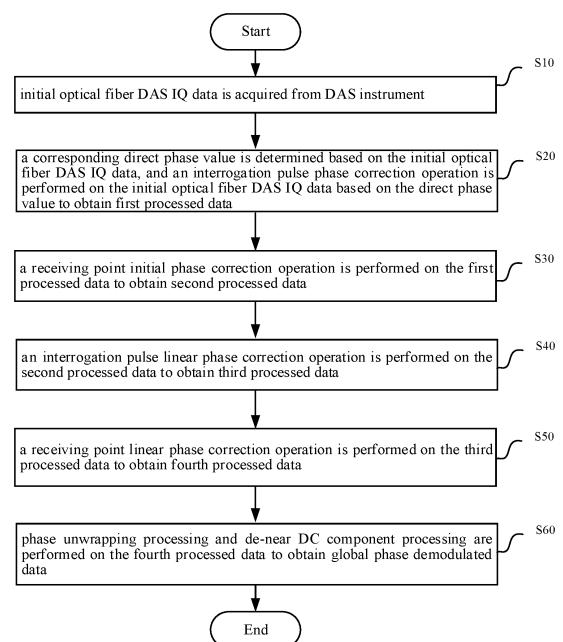 Start
S10
initial optical fiber DAS IQ data is acquired from DAS instrument
S20
a corresponding direct phase value is determined based on the initial optical
fiber DAS IQ data, and an interrogation pulse phase correction operation is
performed on the initial optical fiber DAS IQ data based on the direct phase
value to obtain first processed data
S30
a receiving point initial phase correction operation is performed on the first
processed data to obtain second processed data
S40
an interrogation pulse linear phase correction operation is performed on the
second processed data to obtain third processed data
S50
a receiving point linear phase correction operation is performed on the third
processed data to obtain fourth processed data
S60
phase unwrapping processing and de-near DC component processing are
performed on the fourth processed data to obtain global phase demodulated
data
End